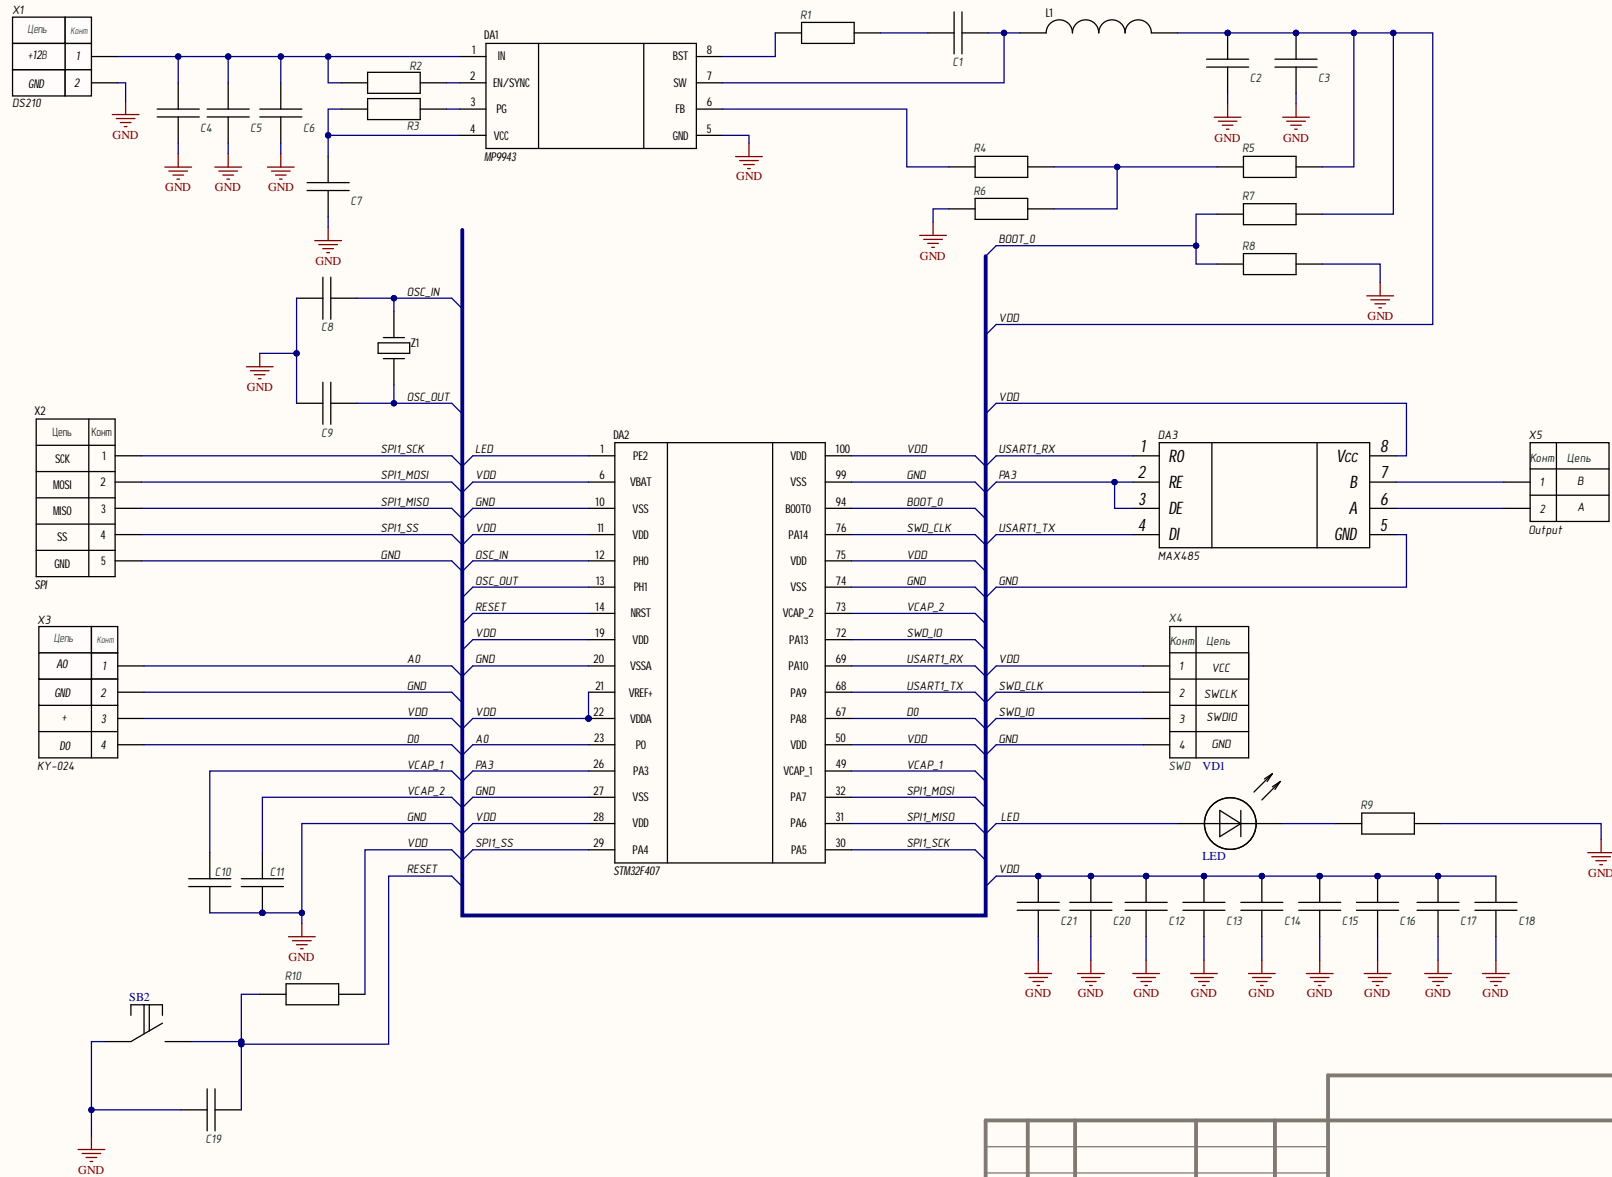 X1
Цепь Конт
+12В 1
GND 2
DS210
GND
C4
C5
C6
GND
GND
GND
R2
R3
C7
GND
DA1
1 IN
2 EN/SYNC
3 PG
4 VCC
BST 8
SW 7
FB 6
GND 5
MP9943
GND
R1
C1
L1
C2
C3
GND
GND
R4
R5
R6
R7
R8
GND
GND
BOOT_0
VDD
OSC_IN
C8
Z1
GND
OSC_OUT
C9
X2
Цепь Конт
SCK 1
MOSI 2
MISO 3
SS 4
GND 5
SPI
SPI1_SCK
SPI1_MOSI
SPI1_MISO
SPI1_SS
GND
X3
Цепь Конт
A0 1
GND 2
+ 3
D0 4
KY-024
A0
GND
VDD
D0
VCAP_1
VCAP_2
GND
VDD
RESET
C10
C11
GND
R10
SB2
C19
GND
DA2
LED 1 PE2
VDD 6 VBAT
GND 10 VSS
VDD 11 VDD
OSC_IN 12 PH0
OSC_OUT 13 PH1
RESET 14 NRST
VDD 19 VDD
GND 20 VSSA
21 VREF+
VDD 22 VDDA
A0 23 P0
PA3 26 PA3
GND 27 VSS
VDD 28 VDD
SPI1_SS 29 PA4
VDD 100 VDD
VSS 99 GND
BOOT0 94 BOOT_0
PA14 76 SWD_CLK
VDD 75 VDD
VSS 74 GND
VCAP_2 73 VCAP_2
PA13 72 SWD_IO
PA10 69 USART1_RX
PA9 68 USART1_TX
PA8 67 D0
VDD 50 VDD
VCAP_1 49 VCAP_1
PA7 32 SPI1_MOSI
PA6 31 SPI1_MISO
PA5 30 SPI1_SCK
STM32F407
VDD
USART1_RX
PA3
USART1_TX
GND
DA3
1 RO
2 RE
3 DE
4 DI
Vcc 8
B 7
A 6
GND 5
MAX485
X5
Конт Цепь
1 B
2 A
Output
X4
Конт Цепь
VDD 1 VCC
SWD_CLK 2 SWCLK
SWD_IO 3 SWDIO
GND 4 GND
SWD
VD1
LED
LED
R9
GND
VDD
C21
C20
C12
C13
C14
C15
C16
C17
C18
GND
GND
GND
GND
GND
GND
GND
GND
GND